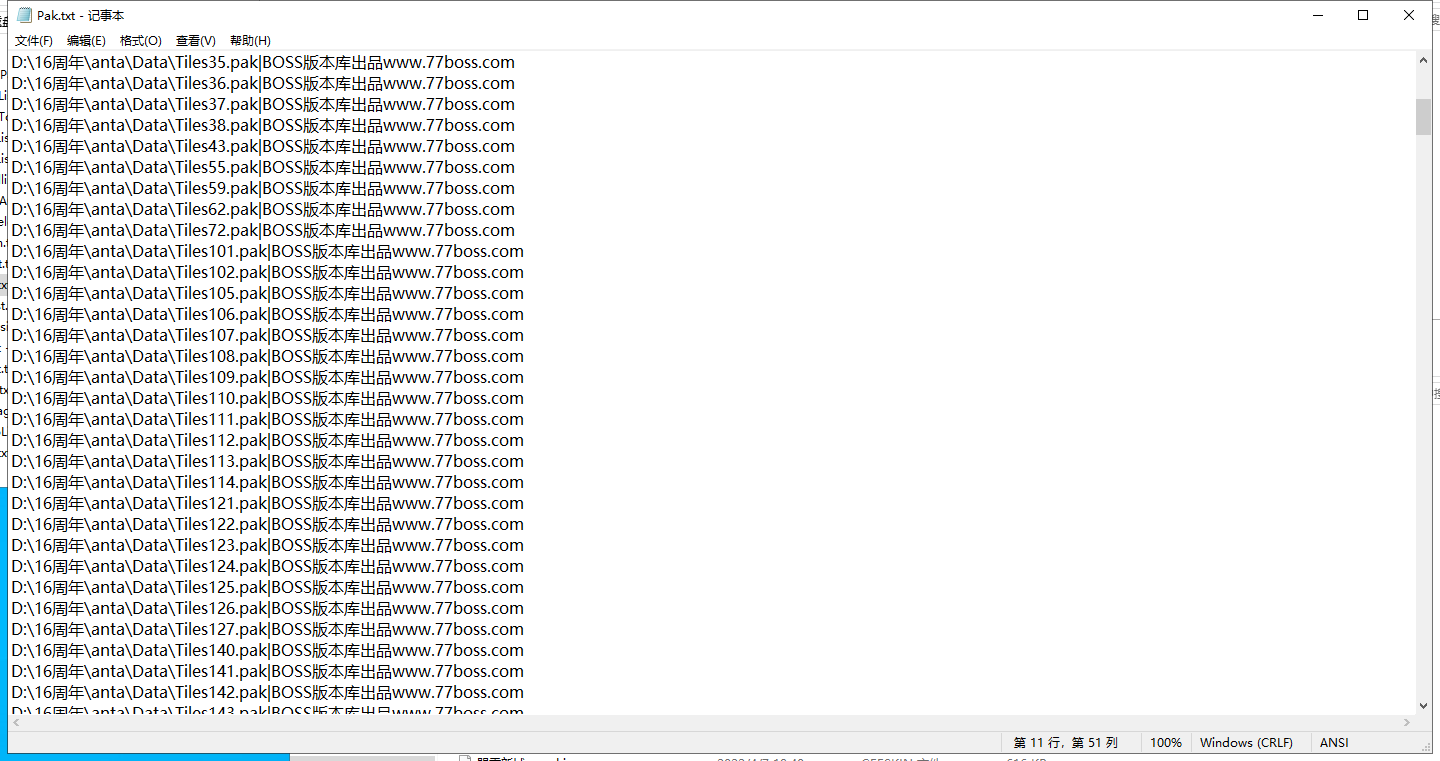 Pak.txt - 记事本
文件(F) 编辑(E) 格式(O) 查看(V) 帮助(H)
D:\16周年\anta\Data\Tiles35.pak|BOSS版本库出品www.77boss.com
D:\16周年\anta\Data\Tiles36.pak|BOSS版本库出品www.77boss.com
D:\16周年\anta\Data\Tiles37.pak|BOSS版本库出品www.77boss.com
D:\16周年\anta\Data\Tiles38.pak|BOSS版本库出品www.77boss.com
D:\16周年\anta\Data\Tiles43.pak|BOSS版本库出品www.77boss.com
D:\16周年\anta\Data\Tiles55.pak|BOSS版本库出品www.77boss.com
D:\16周年\anta\Data\Tiles59.pak|BOSS版本库出品www.77boss.com
D:\16周年\anta\Data\Tiles62.pak|BOSS版本库出品www.77boss.com
D:\16周年\anta\Data\Tiles72.pak|BOSS版本库出品www.77boss.com
D:\16周年\anta\Data\Tiles101.pak|BOSS版本库出品www.77boss.com
D:\16周年\anta\Data\Tiles102.pak|BOSS版本库出品www.77boss.com
D:\16周年\anta\Data\Tiles105.pak|BOSS版本库出品www.77boss.com
D:\16周年\anta\Data\Tiles106.pak|BOSS版本库出品www.77boss.com
D:\16周年\anta\Data\Tiles107.pak|BOSS版本库出品www.77boss.com
D:\16周年\anta\Data\Tiles108.pak|BOSS版本库出品www.77boss.com
D:\16周年\anta\Data\Tiles109.pak|BOSS版本库出品www.77boss.com
D:\16周年\anta\Data\Tiles110.pak|BOSS版本库出品www.77boss.com
D:\16周年\anta\Data\Tiles111.pak|BOSS版本库出品www.77boss.com
D:\16周年\anta\Data\Tiles112.pak|BOSS版本库出品www.77boss.com
D:\16周年\anta\Data\Tiles113.pak|BOSS版本库出品www.77boss.com
D:\16周年\anta\Data\Tiles114.pak|BOSS版本库出品www.77boss.com
D:\16周年\anta\Data\Tiles121.pak|BOSS版本库出品www.77boss.com
D:\16周年\anta\Data\Tiles122.pak|BOSS版本库出品www.77boss.com
D:\16周年\anta\Data\Tiles123.pak|BOSS版本库出品www.77boss.com
D:\16周年\anta\Data\Tiles124.pak|BOSS版本库出品www.77boss.com
D:\16周年\anta\Data\Tiles125.pak|BOSS版本库出品www.77boss.com
D:\16周年\anta\Data\Tiles126.pak|BOSS版本库出品www.77boss.com
D:\16周年\anta\Data\Tiles127.pak|BOSS版本库出品www.77boss.com
D:\16周年\anta\Data\Tiles140.pak|BOSS版本库出品www.77boss.com
D:\16周年\anta\Data\Tiles141.pak|BOSS版本库出品www.77boss.com
D:\16周年\anta\Data\Tiles142.pak|BOSS版本库出品www.77boss.com
D:\16周年\anta\Data\Tiles143.pak|BOSS版本库出品www.77boss.com
第 11 行，第 51 列 100% Windows (CRLF) ANSI